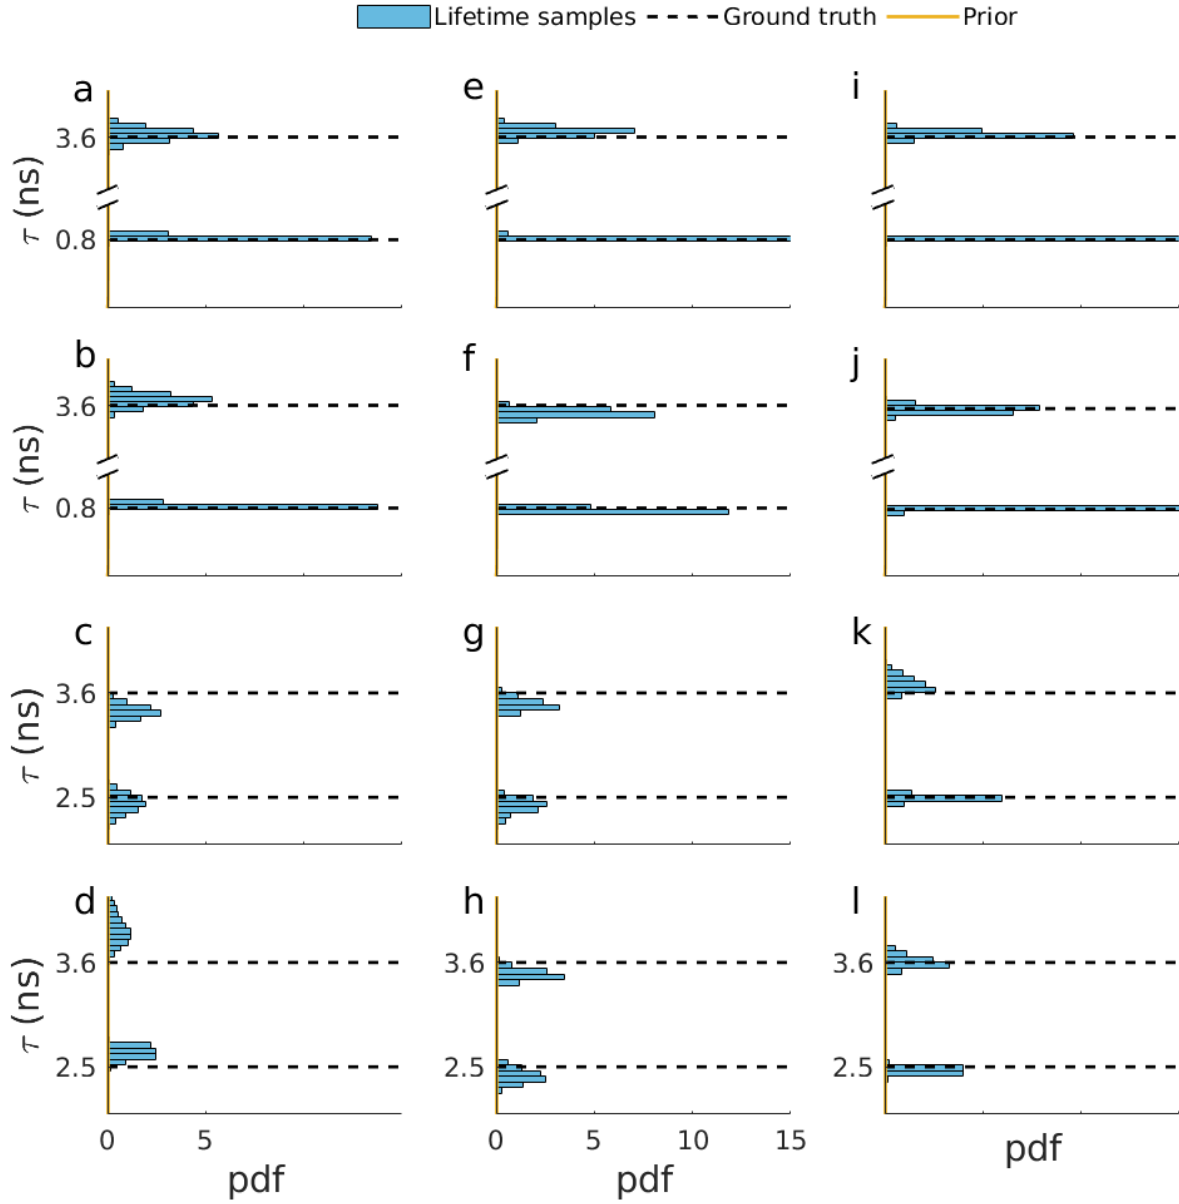 Lifetime samples Ground truth Prior
a e i
3.6
τ (ns)
0.8
b f j
3.6
τ (ns)
0.8
c g k
3.6
τ (ns)
2.5
d h l
3.6 3.6 3.6
τ (ns)
2.5 2.5 2.5
0 5 0 5 10 15
pdf pdf pdf